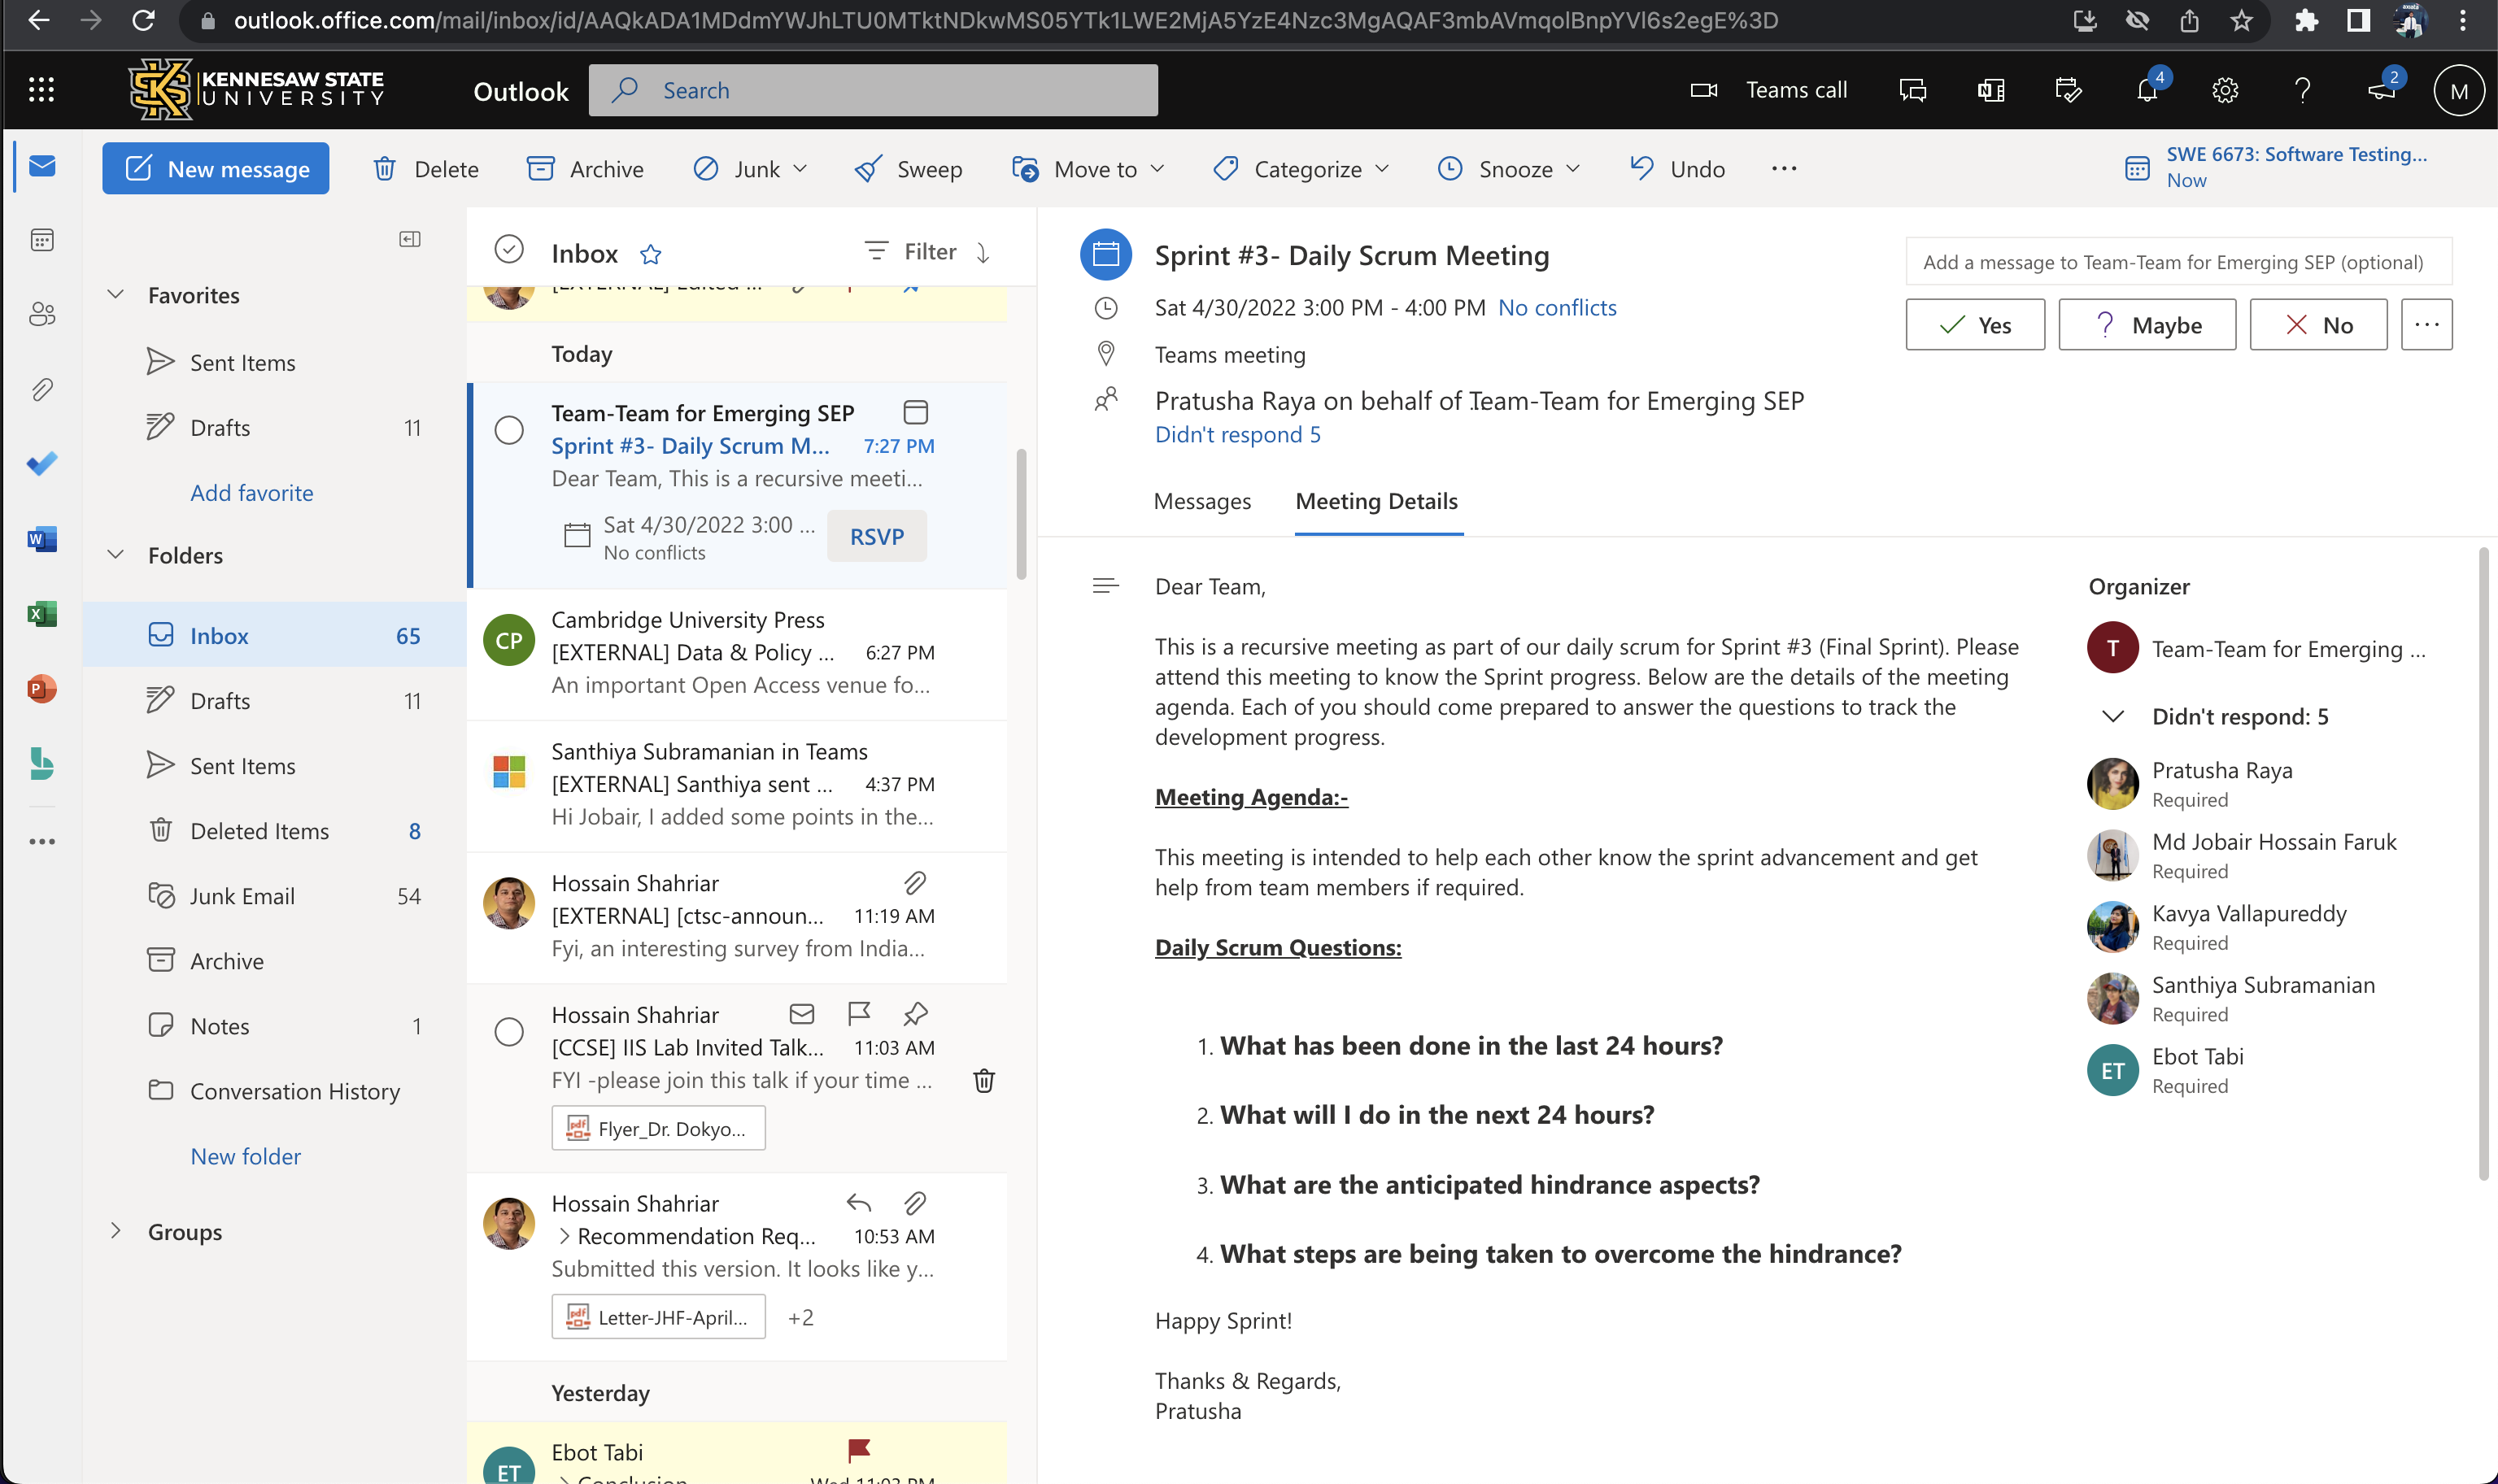 outlook.office.com/mail/inbox/id/AAQkADA1MDdmYWJhLTU0MTktNDkwMS05YTk1LWE2MjA5YzE4Nzc3MgAQAF3mbAVmqolBnpYVl6s2egE%3D
KENNESAW STATE
UNIVERSITY
Outlook
Search
Teams call
4
2
M
New message
Delete
Archive
Junk
Sweep
Move to
Categorize
Snooze
Undo
SWE 6673: Software Testing...
Now
Favorites
Sent Items
Drafts 11
Add favorite
Folders
Inbox 65
Drafts 11
Sent Items
Deleted Items 8
Junk Email 54
Archive
Notes 1
Conversation History
New folder
Groups
Inbox
Filter
[EXTERNAL] Edited ...
Today
Team-Team for Emerging SEP
Sprint #3- Daily Scrum M... 7:27 PM
Dear Team, This is a recursive meeti...
Sat 4/30/2022 3:00 ...
No conflicts
RSVP
CP
Cambridge University Press
[EXTERNAL] Data & Policy ... 6:27 PM
An important Open Access venue fo...
Santhiya Subramanian in Teams
[EXTERNAL] Santhiya sent ... 4:37 PM
Hi Jobair, I added some points in the...
Hossain Shahriar
[EXTERNAL] [ctsc-announ... 11:19 AM
Fyi, an interesting survey from India...
Hossain Shahriar
[CCSE] IIS Lab Invited Talk... 11:03 AM
FYI -please join this talk if your time ...
Flyer_Dr. Dokyo...
Hossain Shahriar
Recommendation Req... 10:53 AM
Submitted this version. It looks like y...
Letter-JHF-April... +2
Yesterday
ET
Ebot Tabi
Conclusion Wed 11:03 PM
Sprint #3- Daily Scrum Meeting
Sat 4/30/2022 3:00 PM - 4:00 PM No conflicts
Teams meeting
Pratusha Raya on behalf of Team-Team for Emerging SEP
Didn't respond 5
Add a message to Team-Team for Emerging SEP (optional)
Yes
Maybe
No
Messages
Meeting Details
Dear Team,
This is a recursive meeting as part of our daily scrum for Sprint #3 (Final Sprint). Please
attend this meeting to know the Sprint progress. Below are the details of the meeting
agenda. Each of you should come prepared to answer the questions to track the
development progress.
Meeting Agenda:-
This meeting is intended to help each other know the sprint advancement and get
help from team members if required.
Daily Scrum Questions:
1. What has been done in the last 24 hours?
2. What will I do in the next 24 hours?
3. What are the anticipated hindrance aspects?
4. What steps are being taken to overcome the hindrance?
Happy Sprint!
Thanks & Regards,
Pratusha
Organizer
T
Team-Team for Emerging ...
Didn't respond: 5
Pratusha Raya
Required
Md Jobair Hossain Faruk
Required
Kavya Vallapureddy
Required
Santhiya Subramanian
Required
ET
Ebot Tabi
Required